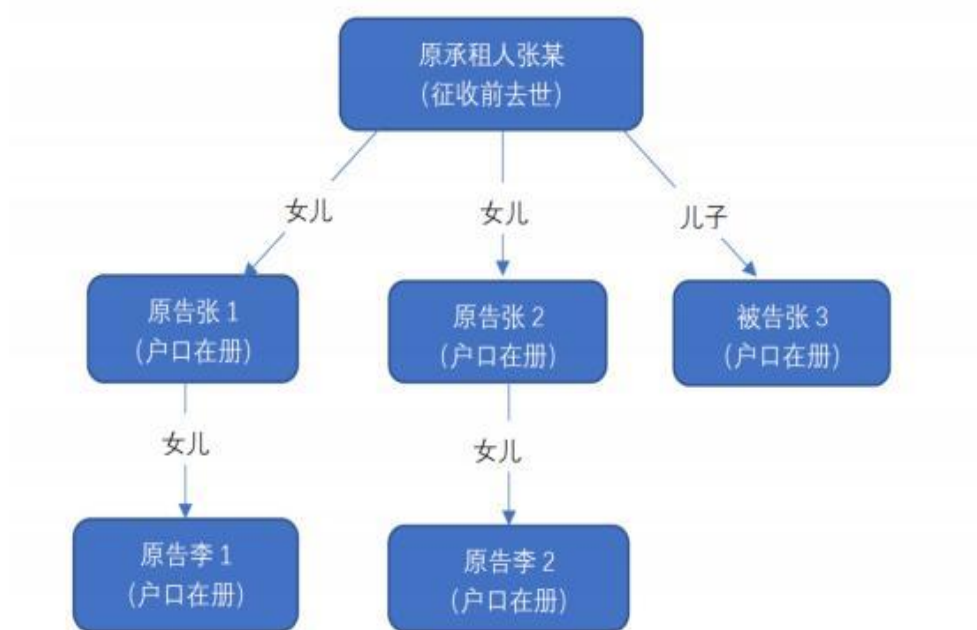 原承租人张某
(征收前去世)
女儿
女儿
儿子
原告张 1
(户口在册)
原告张 2
(户口在册)
被告张 3
(户口在册)
女儿
女儿
原告李 1
(户口在册)
原告李 2
(户口在册)